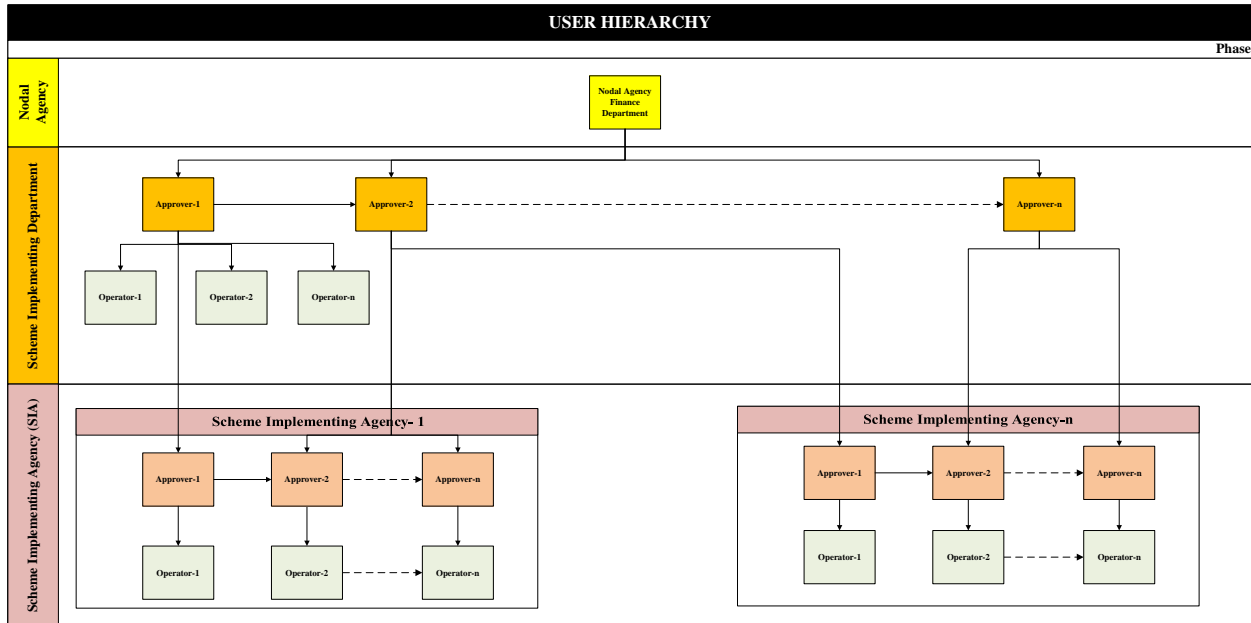 USER HIERARCHY
Phase
Nodal
Agency
Nodal Agency
Finance
Department
Scheme Implementing Department
Approver-1
Approver-2
Approver-n
Operator-1
Operator-2
Operator-n
Scheme Implementing Agency (SIA)
Scheme Implementing Agency- 1
Approver-1
Approver-2
Approver-n
Operator-1
Operator-2
Operator-n
Scheme Implementing Agency-n
Approver-1
Approver-2
Approver-n
Operator-1
Operator-2
Operator-n